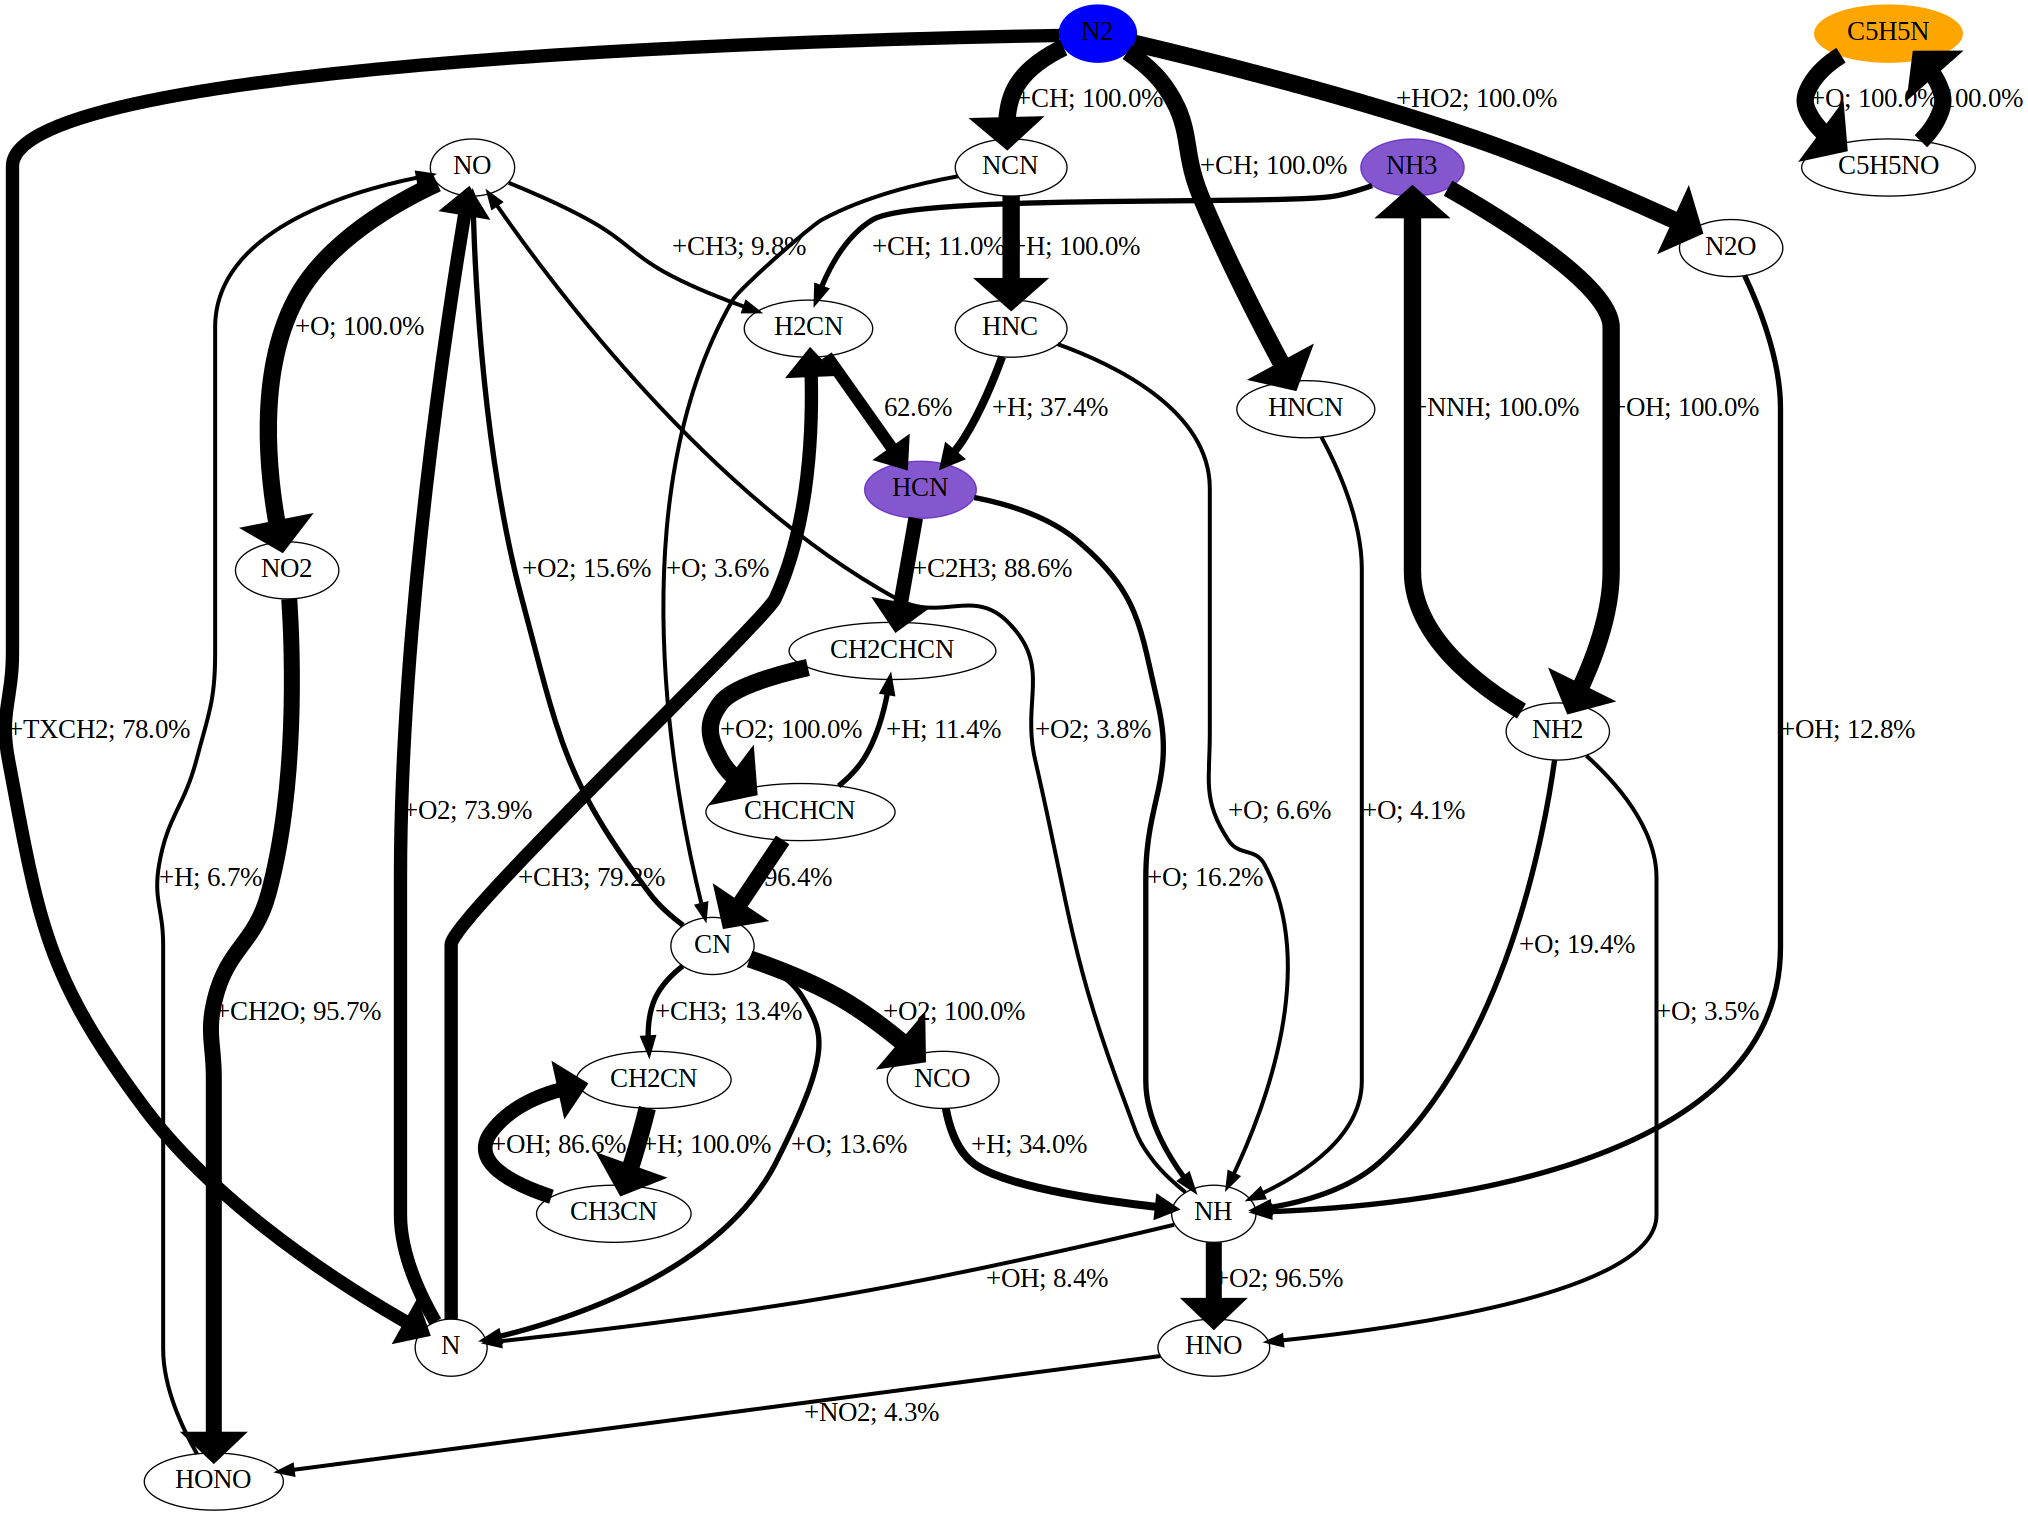 N2
C5H5N
+CH; 100.0%
+HO2; 100.0%
+O; 100.0%
100.0%
NO
NCN
+CH; 100.0%
NH3
C5H5NO
+CH3; 9.8%
+CH; 11.0%
+H; 100.0%
N2O
+O; 100.0%
H2CN
HNC
62.6%
+H; 37.4%
HNCN
+NNH; 100.0%
+OH; 100.0%
HCN
NO2
+O2; 15.6%
+O; 3.6%
+C2H3; 88.6%
CH2CHCN
+TXCH2; 78.0%
+O2; 100.0%
+H; 11.4%
+O2; 3.8%
NH2
+OH; 12.8%
+O2; 73.9%
CHCHCN
+O; 6.6%
+O; 4.1%
+H; 6.7%
+CH3; 79.2%
96.4%
+O; 16.2%
CN
+O; 19.4%
+CH2O; 95.7%
+CH3; 13.4%
+O2; 100.0%
+O; 3.5%
CH2CN
NCO
+OH; 86.6%
+H; 100.0%
+O; 13.6%
+H; 34.0%
CH3CN
NH
+OH; 8.4%
+O2; 96.5%
N
HNO
+NO2; 4.3%
HONO